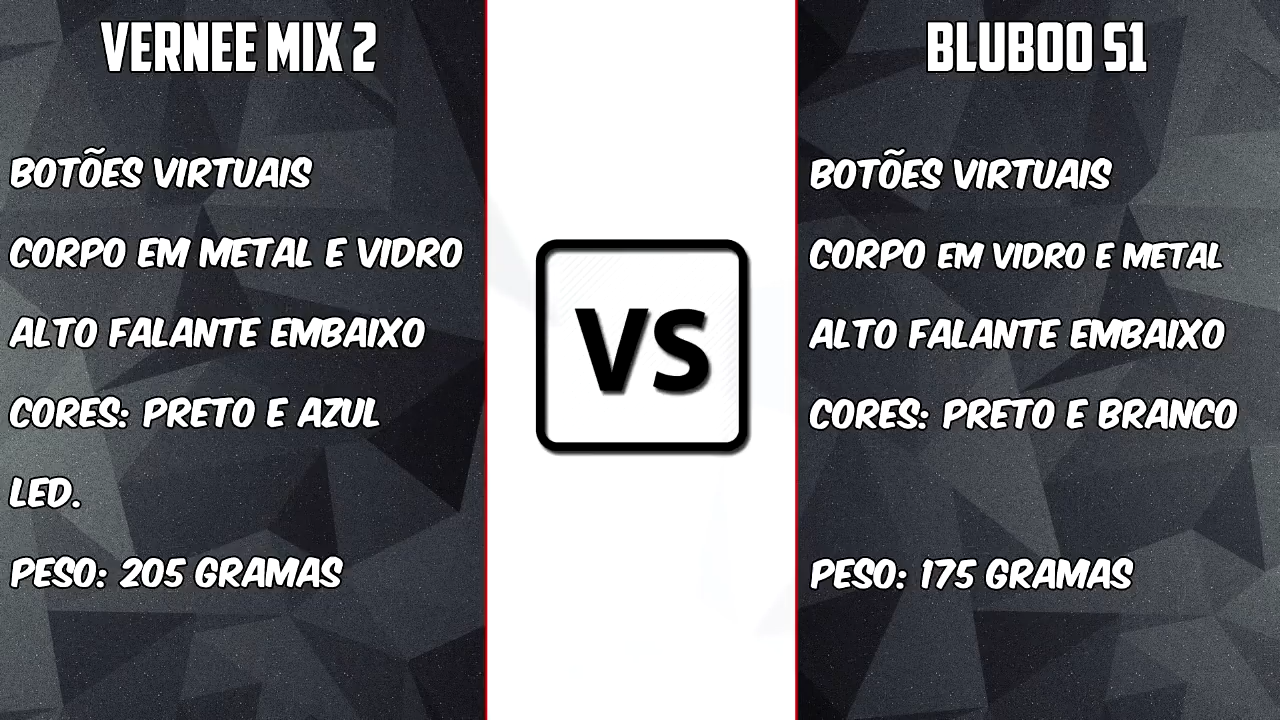 VERNEE MIX 2
BOTÕES VIRTUAIS
CORPO EM METAL E VIDRO
ALTO FALANTE EMBAIXO
CORES: PRETO E AZUL
LED.
PESO: 205 GRAMAS
VS
BLUBOO S1
BOTÕES VIRTUAIS
CORPO EM VIDRO E METAL
ALTO FALANTE EMBAIXO
CORES: PRETO E BRANCO
PESO: 175 GRAMAS